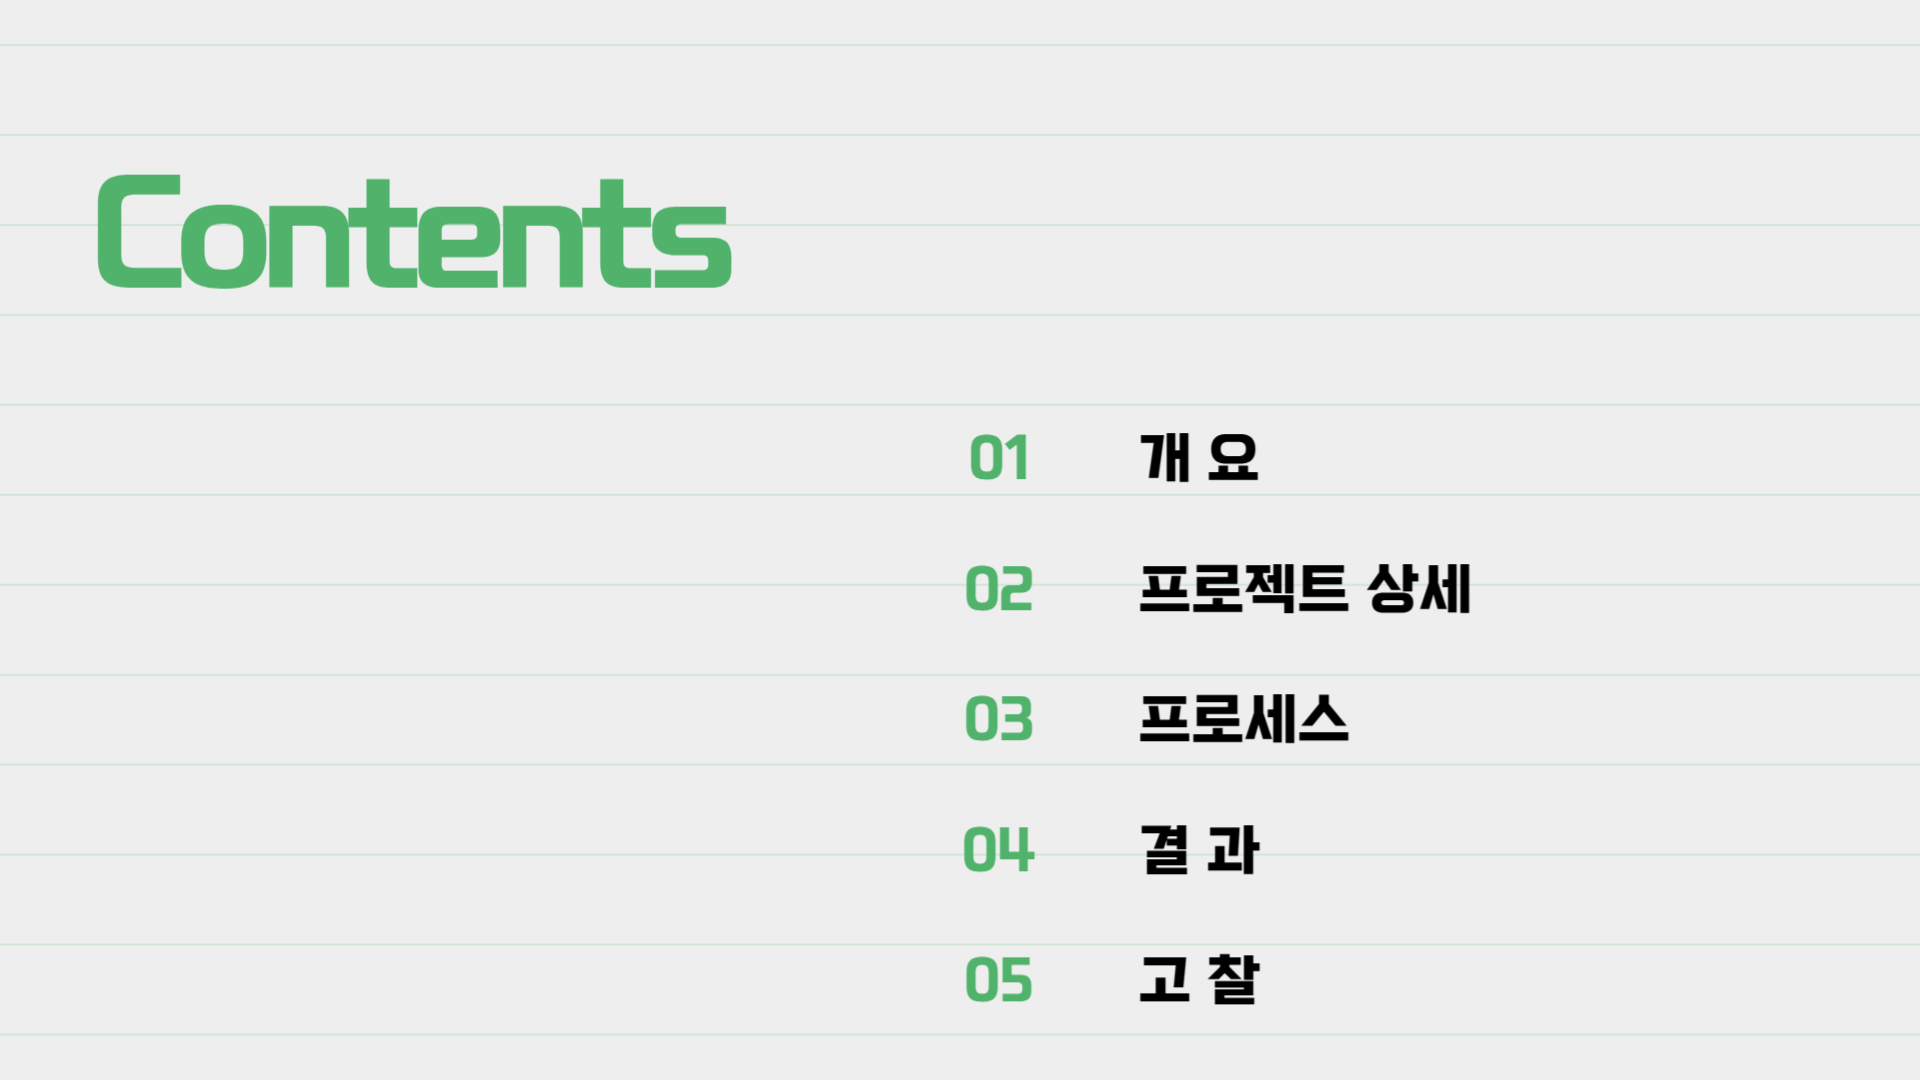 Contents
01 개 요
02 프로젝트 상세
03 프로세스
04 결 과
05 고 찰